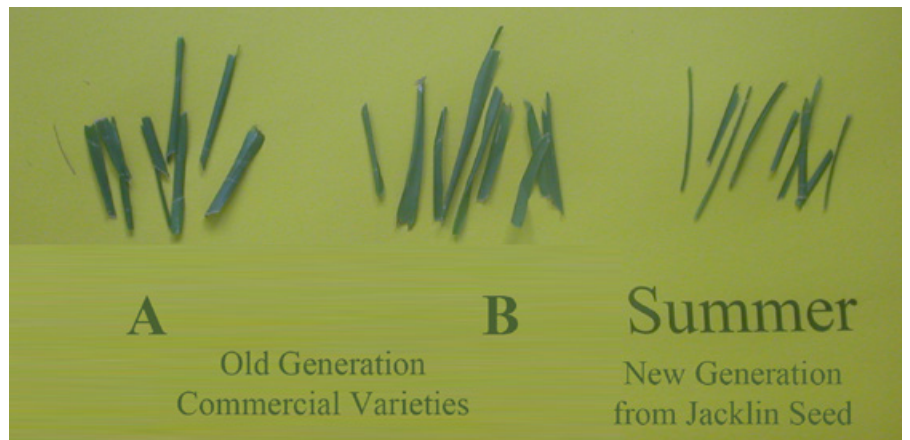 A
B
Summer
Old Generation
Commercial Varieties
New Generation
from Jacklin Seed